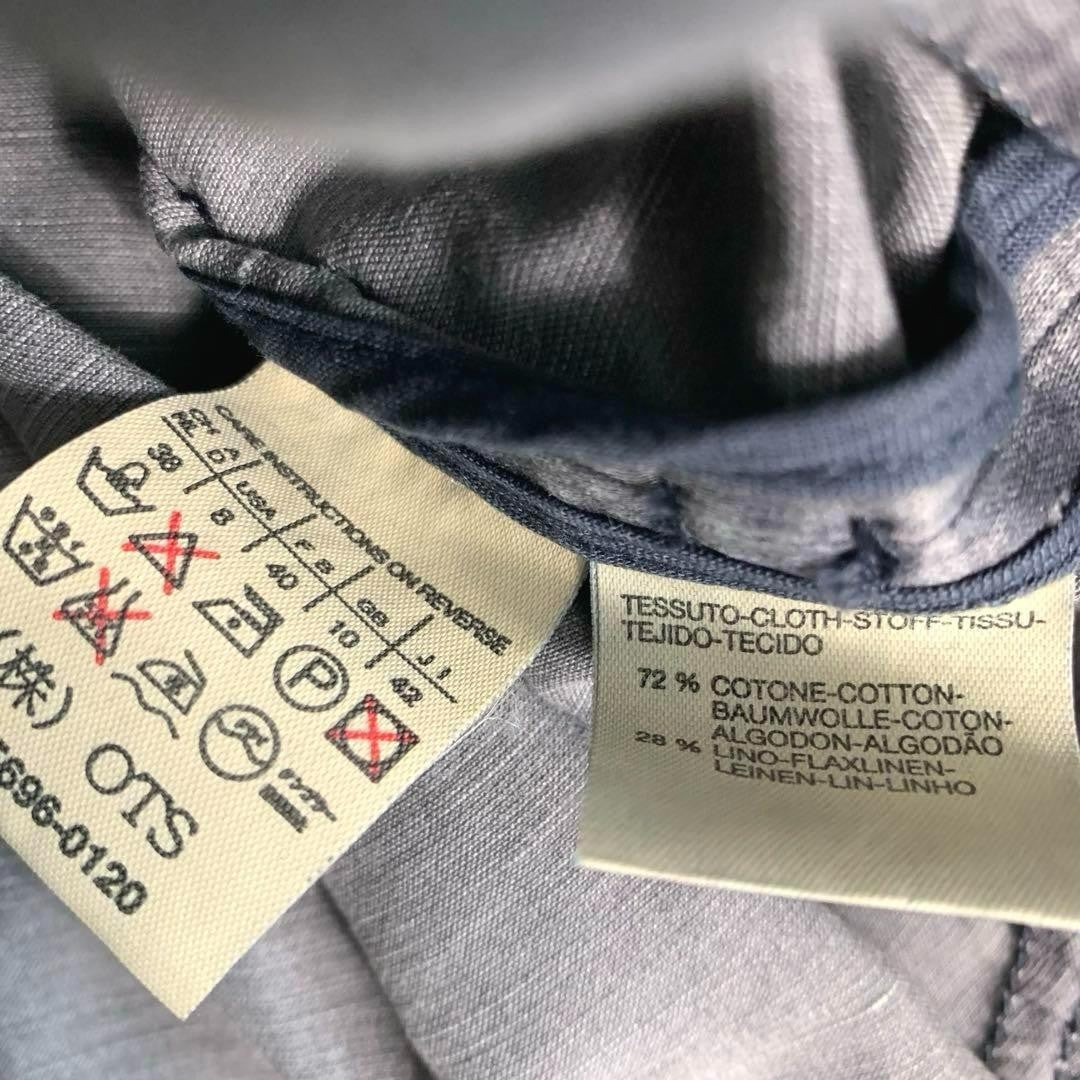 CARE INSTRUCTIONS ON REVERSE
D USA F GB J I
38 8 40 10 42
P
(株) OTS
5696-0120
TESSUTO-CLOTH-STOFF-TISSU-
TEJIDO-TECIDO
72 % COTONE-COTTON-
BAUMWOLLE-COTON-
ALGODON-ALGODÃO
28 % LINO-FLAXLINEN-
LEINEN-LIN-LINHO